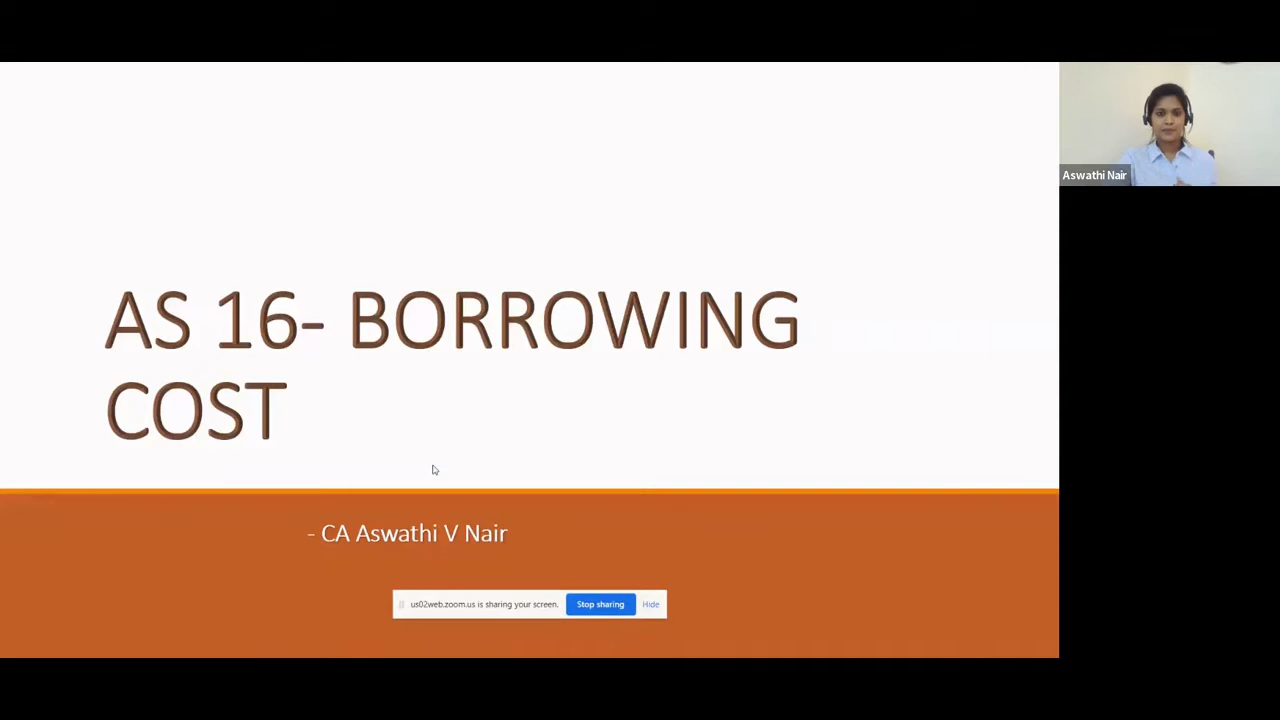 AS 16- BORROWING
COST
- CA Aswathi V Nair
us02web.zoom.us is sharing your screen.
Stop sharing
Hide
Aswathi Nair